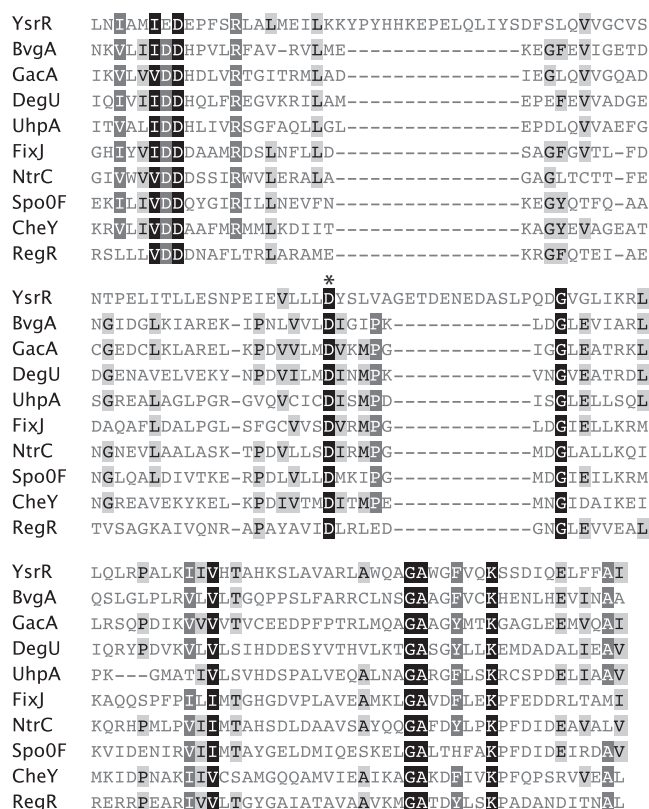 YsrR LNIAMIEDEPFSRLALMEILKKYPYHHKEPELQLIYSDFSLQVVGCVS
BvgA NKVLIIDDHPVLRFAV-RVLME----------------KEGFEVIGETD
GacA IKVLVVDDHDLVRTGITRMLAD----------------IEGLQVVGQAD
DegU IQIVIIDDHQLFREGVKRILAM----------------EPEFEVVADGE
UhpA ITVALIDDHLIVRSGFAQLLGL----------------EPDLQVVAEFG
FixJ GHIYVIDDDAAMRDSLNFLLD-----------------SAGFGVTL-FD
NtrC GIVWVVDDDSSIRWVLERALA-----------------GAGLTCTT-FE
Spo0F EKILIVDDQYGIRILLNEVFN-----------------KEGYQTFQ-AA
CheY KRVLIVDDAAFMRMMLKDIIT-----------------KAGYEVAGEAT
RegR RSLLLVDDDNAFLTRLARAME-----------------KRGFQTEI-AE
*
YsrR NTPELITLLESNPEIEVLLLDYSLVAGETDENEDASLPQDGVGLIKRL
BvgA NGIDGLKIAREK-IPNLVVLDIGIPK------------LDGLEVIARL
GacA CGEDCLKLAREL-KPDVVLMDVKMPG------------IGGLEATRKL
DegU DGENAVELVEKY-NPDVILMDINMPK------------VNGVEATRDL
UhpA SGREALAGLPGR-GVQVCICDISMPD------------ISGLELLSQL
FixJ DAQAFLDALPGL-SFGCVVSDVRMPG------------IDGIELLKRM
NtrC NGNEVLAALASK-TPDVLLSDIRMPG------------MDGLALLKQI
Spo0F NGLQALDIVTKE-RPDLVLLDMKIPG------------MDGIEILKRM
CheY NGREAVEKYKEL-KPDIVTMDITMPE------------MNGIDAIKEI
RegR TVSAGKAIVQNR-APAYAVIDLRLED------------GNGLEVVEAL
YsrR LQLRPALKIIVHTAHKSLAVARLAWQAGAWGFVQKSSDIQELFFAI
BvgA QSLGLPLRVLVLTGQPPSLFARRCLNSGAAGFVCKHENLHEVINAA
GacA LRSQPDIKVVVVTVCEEDPFPTRLMQAGAAGYMTKGAGLEEMVQAI
DegU IQRYPDVKVLVLSIHDDESYVTHVLKTGASGYLLKEMDADALIEAV
UhpA PK---GMATIVLSVHDSPALVEQALNAGARGFLSKRCSPDELIAAV
FixJ KAQQSPFPILIMTGHGDVPLAVEAMKLGAVDFLEKPFEDDRLTAMI
NtrC KQRHPMLPVIIMTAHSDLDAAVSAYQQGAFDYLPKPFDIDEAVALV
Spo0F KVIDENIRVIIMTAYGELDMIQESKELGALTHFAKPFDIDEIRDAV
CheY MKIDPNAKIIVCSAMGQQAMVIEAIKAGAKDFIVKPFQPSRVVEAL
RegR RERRPEARIVVLTGYGAIATAVAAVKMGATDYLSKPADANDINTNAL